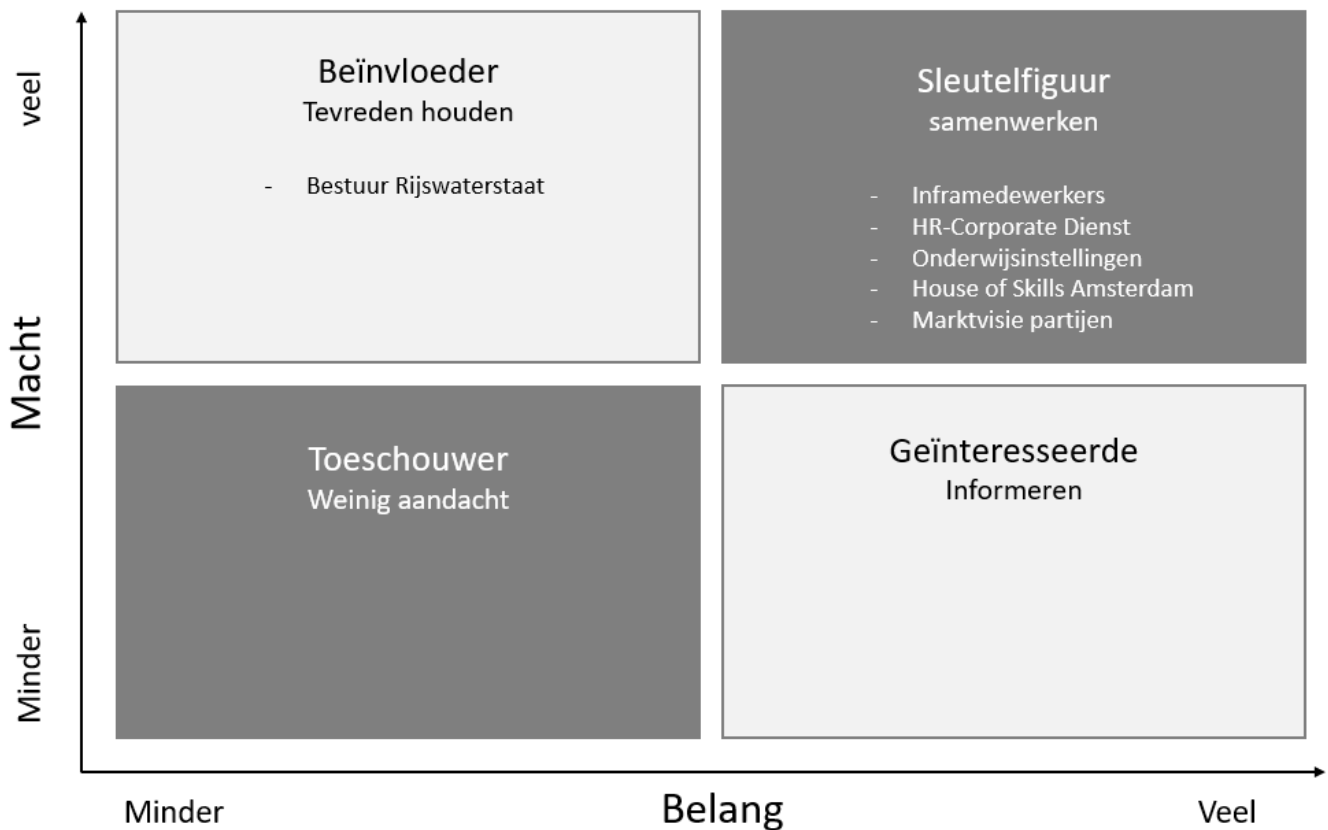 veel
Macht
Minder
Beïnvloeder
Tevreden houden
- Bestuur Rijswaterstaat
Sleutelfiguur
samenwerken
- Inframedewerkers
- HR-Corporate Dienst
- Onderwijsinstellingen
- House of Skills Amsterdam
- Marktvisie partijen
Toeschouwer
Weinig aandacht
Geïnteresseerde
Informeren
Minder
Belang
Veel